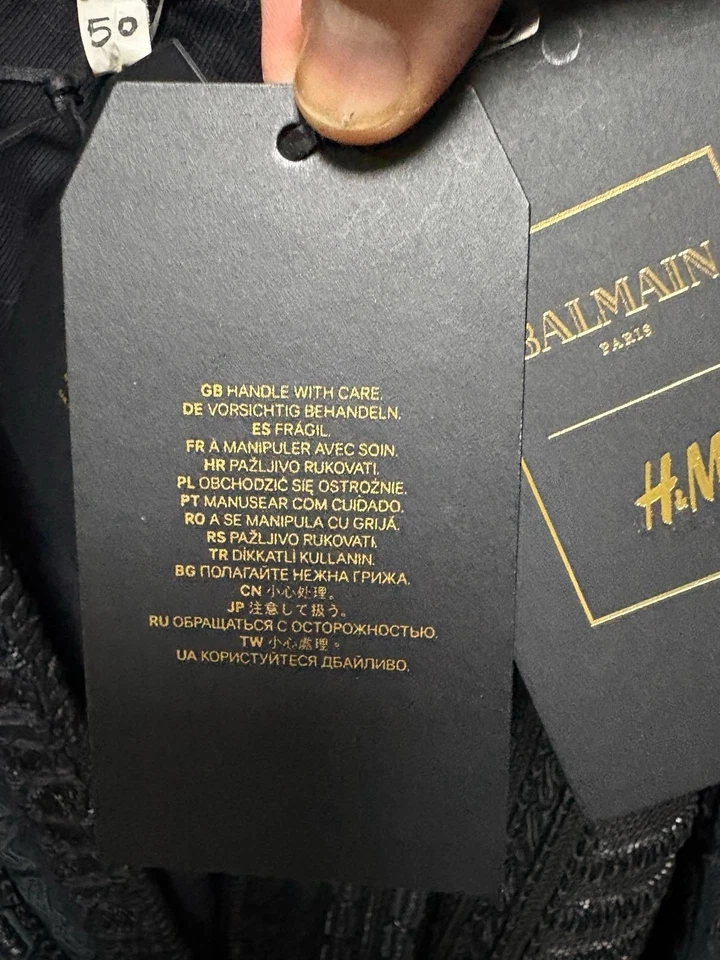 50
GB HANDLE WITH CARE.
DE VORSICHTIG BEHANDELN.
ES FRÁGIL.
FR À MANIPULER AVEC SOIN.
HR PAŽLJIVO RUKOVATI.
PL OBCHODZIĆ SIĘ OSTROŻNIE.
PT MANUSEAR COM CUIDADO.
RO A SE MANIPULA CU GRIJĂ.
RS PAŽLJIVO RUKOVATI.
TR DİKKATLİ KULLANIN.
BG ПОЛАГАЙТЕ НЕЖНА ГРИЖА.
CN 小心处理。
JP 注意して扱う。
RU ОБРАЩАТЬСЯ С ОСТОРОЖНОСТЬЮ.
TW 小心處理。
UA КОРИСТУЙТЕСЯ ДБАЙЛИВО.
BALMAIN
PARIS
H&M